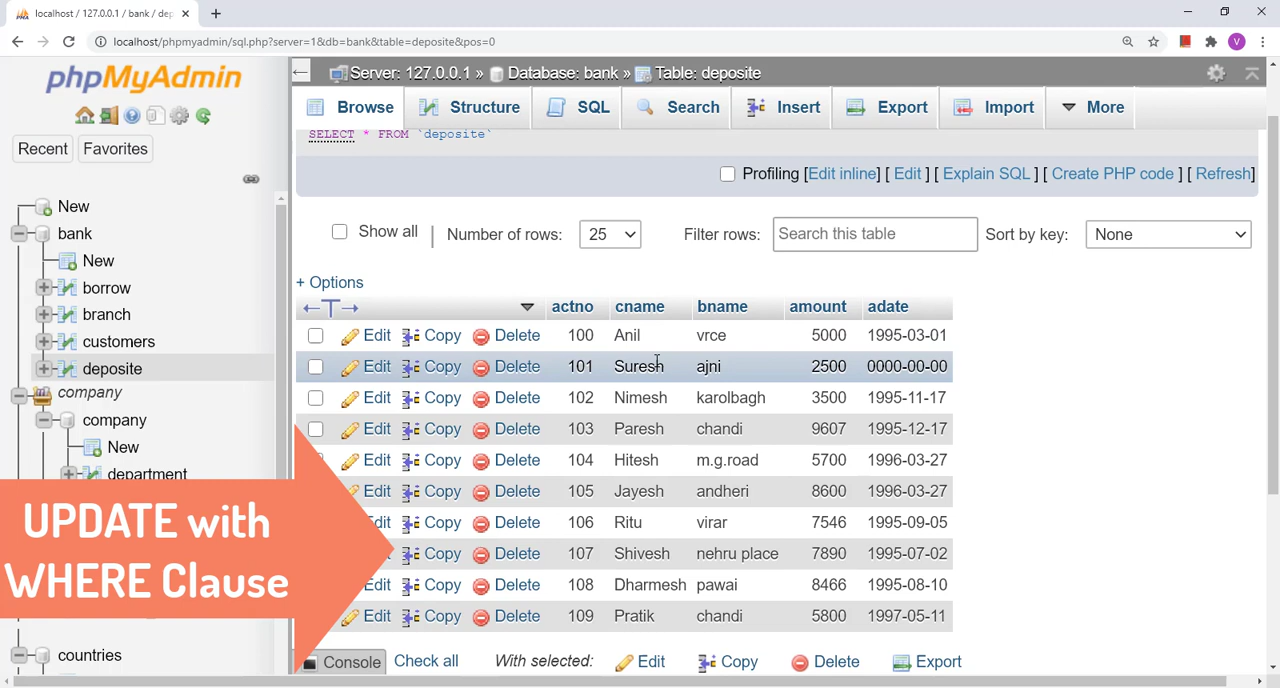 localhost / 127.0.0.1 / bank / dep
localhost/phpmyadmin/sql.php?server=1&db=bank&table=deposite&pos=0
V
phpMyAdmin
Recent
Favorites
New
bank
New
borrow
branch
customers
deposite
company
company
New
department
countries
UPDATE with
WHERE Clause
Server: 127.0.0.1 » Database: bank » Table: deposite
Browse Structure SQL Search Insert Export Import More
SELECT * FROM `deposite`
Profiling [Edit inline] [ Edit ] [ Explain SQL ] [ Create PHP code ] [ Refresh]
Show all | Number of rows: 25 Filter rows: Search this table Sort by key: None
+ Options
actno cname bname amount adate
Edit Copy Delete 100 Anil vrce 5000 1995-03-01
Edit Copy Delete 101 Suresh ajni 2500 0000-00-00
Edit Copy Delete 102 Nimesh karolbagh 3500 1995-11-17
Edit Copy Delete 103 Paresh chandi 9607 1995-12-17
Edit Copy Delete 104 Hitesh m.g.road 5700 1996-03-27
Edit Copy Delete 105 Jayesh andheri 8600 1996-03-27
Edit Copy Delete 106 Ritu virar 7546 1995-09-05
Edit Copy Delete 107 Shivesh nehru place 7890 1995-07-02
Edit Copy Delete 108 Dharmesh pawai 8466 1995-08-10
Edit Copy Delete 109 Pratik chandi 5800 1997-05-11
Console Check all With selected: Edit Copy Delete Export